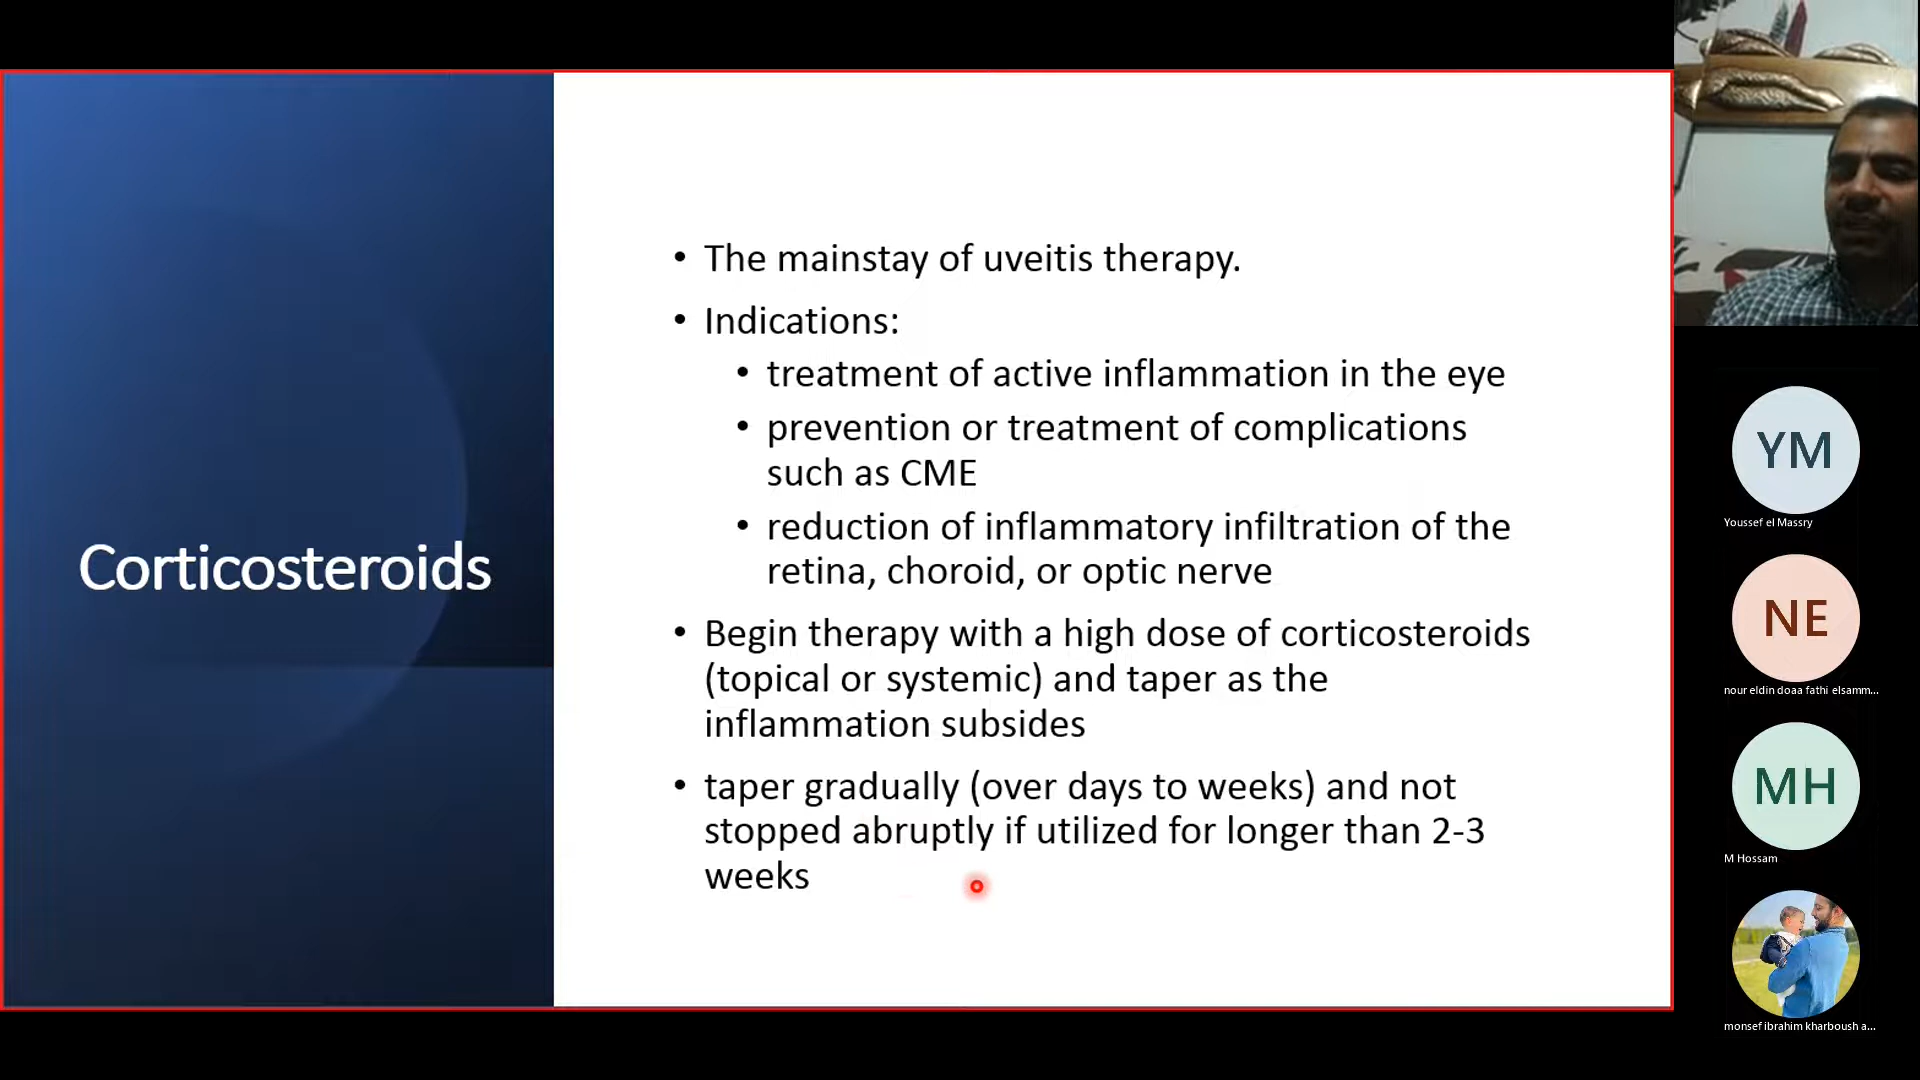 Corticosteroids
• The mainstay of uveitis therapy.
• Indications:
• treatment of active inflammation in the eye
• prevention or treatment of complications
such as CME
• reduction of inflammatory infiltration of the
retina, choroid, or optic nerve
• Begin therapy with a high dose of corticosteroids
(topical or systemic) and taper as the
inflammation subsides
• taper gradually (over days to weeks) and not
stopped abruptly if utilized for longer than 2-3
weeks
YM
Youssef el Massry
NE
nour eldin doaa fathi elsamm...
MH
M Hossam
monsef ibrahim kharboush a...